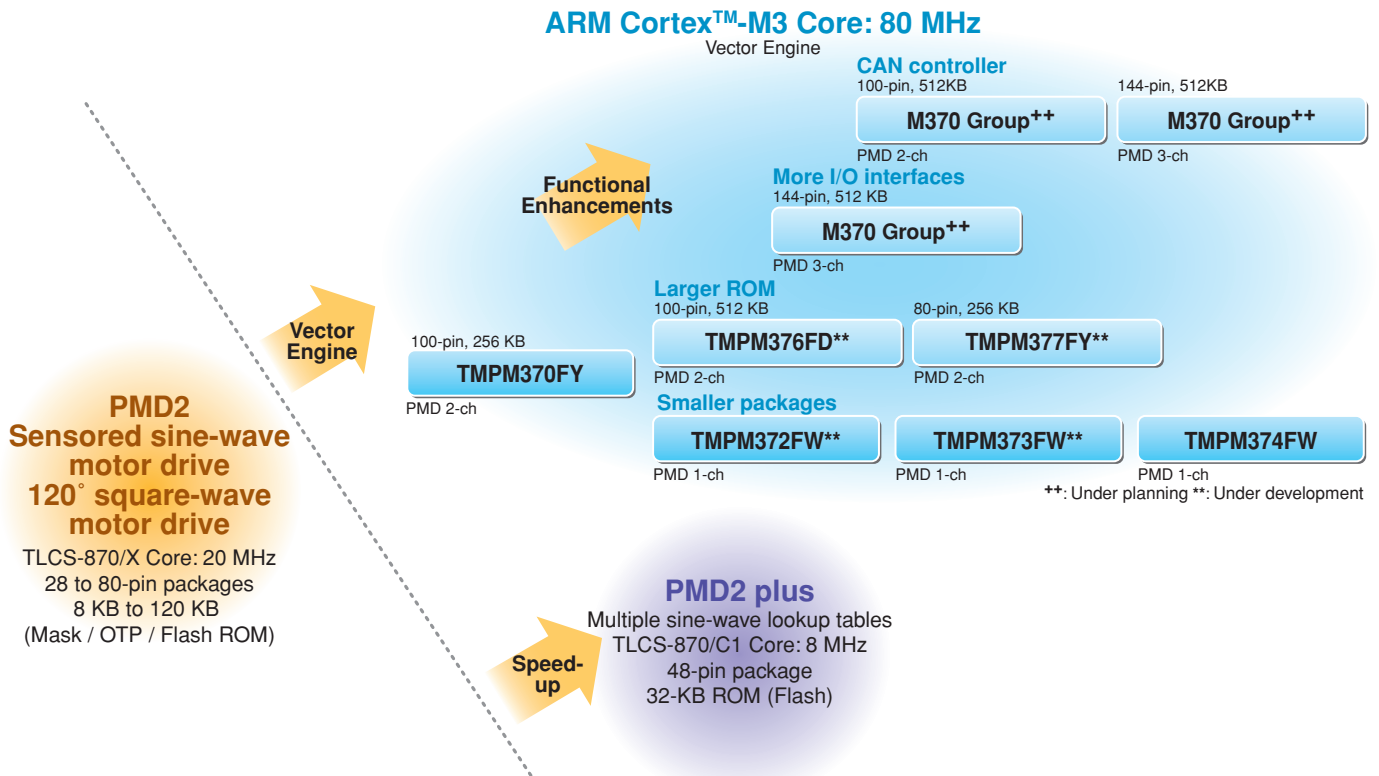 ARM Cortex™-M3 Core: 80 MHz
Vector Engine
CAN controller
100-pin, 512KB
M370 Group++
PMD 2-ch
144-pin, 512KB
M370 Group++
PMD 3-ch
Functional
Enhancements
More I/O interfaces
144-pin, 512 KB
M370 Group++
PMD 3-ch
Vector
Engine
100-pin, 256 KB
TMPM370FY
PMD 2-ch
Larger ROM
100-pin, 512 KB
TMPM376FD**
PMD 2-ch
80-pin, 256 KB
TMPM377FY**
PMD 2-ch
Smaller packages
TMPM372FW**
PMD 1-ch
TMPM373FW**
PMD 1-ch
TMPM374FW
PMD 1-ch
++: Under planning **: Under development
PMD2
Sensored sine-wave
motor drive
120° square-wave
motor drive
TLCS-870/X Core: 20 MHz
28 to 80-pin packages
8 KB to 120 KB
(Mask / OTP / Flash ROM)
Speed-
up
PMD2 plus
Multiple sine-wave lookup tables
TLCS-870/C1 Core: 8 MHz
48-pin package
32-KB ROM (Flash)